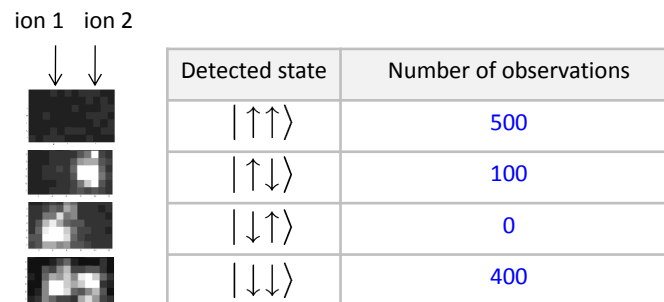 ion 1 ion 2
Detected state Number of observations
|↑↑⟩ 500
|↑↓⟩ 100
|↓↑⟩ 0
|↓↓⟩ 400